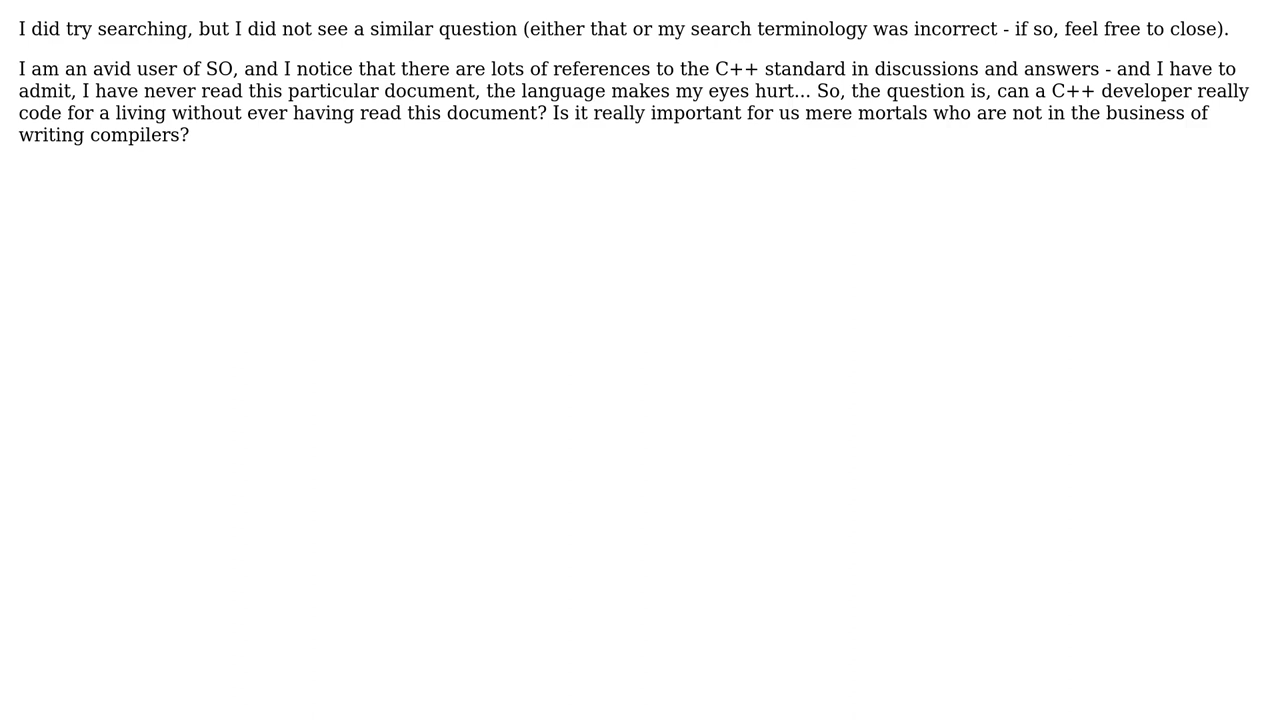 I did try searching, but I did not see a similar question (either that or my search terminology was incorrect - if so, feel free to close).
I am an avid user of SO, and I notice that there are lots of references to the C++ standard in discussions and answers - and I have to
admit, I have never read this particular document, the language makes my eyes hurt... So, the question is, can a C++ developer really
code for a living without ever having read this document? Is it really important for us mere mortals who are not in the business of
writing compilers?